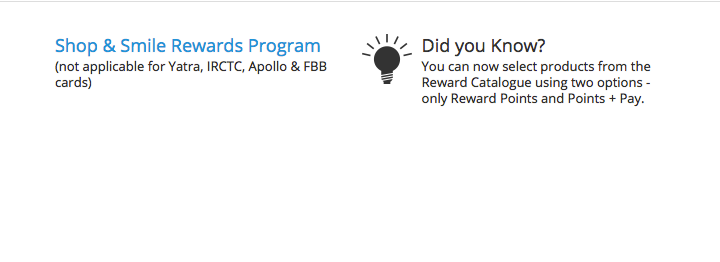 Shop & Smile Rewards Program
(not applicable for Yatra, IRCTC, Apollo & FBB
cards)
Did you Know?
You can now select products from the
Reward Catalogue using two options -
only Reward Points and Points + Pay.